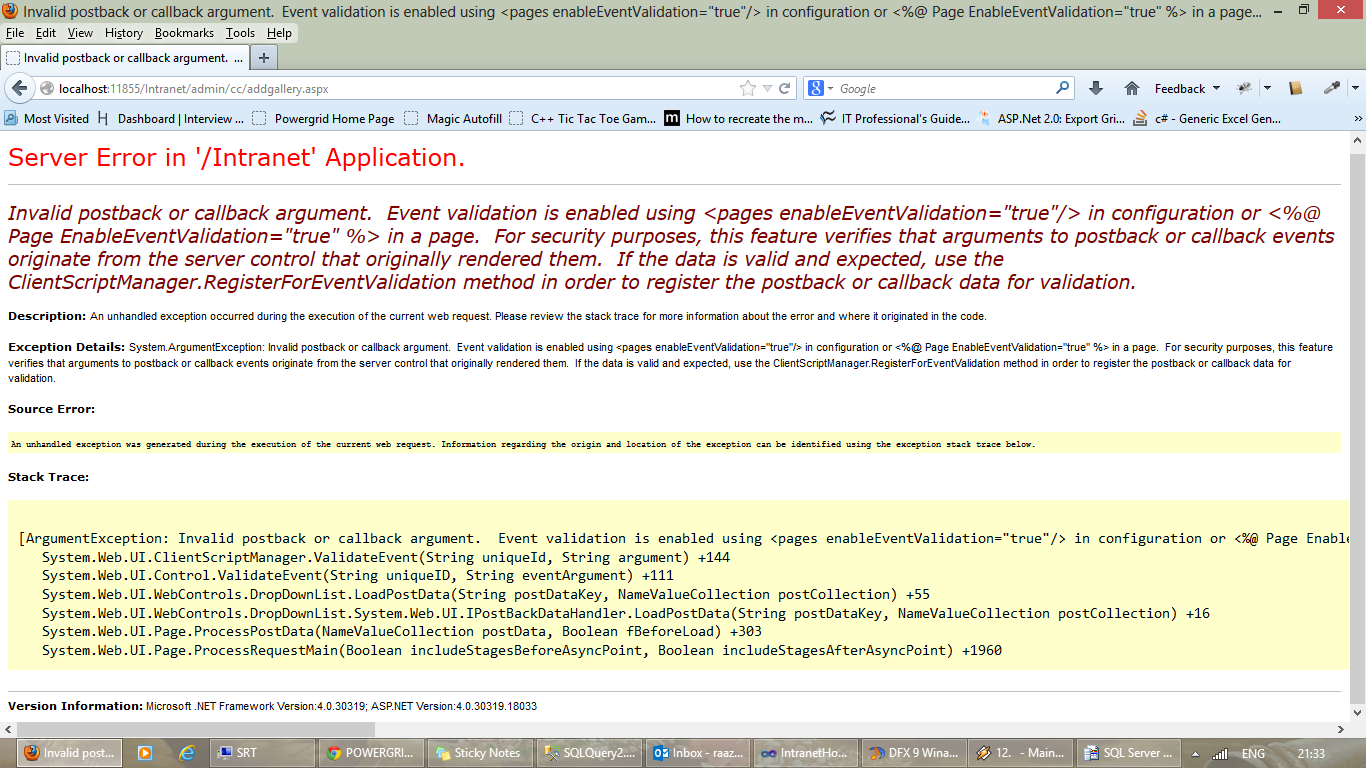 Invalid postback or callback argument.  Event validation is enabled using <pages enableEventValidation="true"/> in configuration or <%@ Page EnableEventValidation="true" %> in a page...
File Edit View History Bookmarks Tools Help
Invalid postback or callback argument. ...
localhost:11855/Intranet/admin/cc/addgallery.aspx
Google
Feedback
Most Visited
Dashboard | Interview ...
Powergrid Home Page
Magic Autofill
C++ Tic Tac Toe Gam...
How to recreate the m...
IT Professional's Guide...
ASP.Net 2.0: Export Gri...
c# - Generic Excel Gen...
Server Error in '/Intranet' Application.
Invalid postback or callback argument.  Event validation is enabled using <pages enableEventValidation="true"/> in configuration or <%@
Page EnableEventValidation="true" %> in a page.  For security purposes, this feature verifies that arguments to postback or callback events
originate from the server control that originally rendered them.  If the data is valid and expected, use the
ClientScriptManager.RegisterForEventValidation method in order to register the postback or callback data for validation.
Description: An unhandled exception occurred during the execution of the current web request. Please review the stack trace for more information about the error and where it originated in the code.
Exception Details: System.ArgumentException: Invalid postback or callback argument.  Event validation is enabled using <pages enableEventValidation="true"/> in configuration or <%@ Page EnableEventValidation="true" %> in a page.  For security purposes, this feature
verifies that arguments to postback or callback events originate from the server control that originally rendered them.  If the data is valid and expected, use the ClientScriptManager.RegisterForEventValidation method in order to register the postback or callback data for
validation.
Source Error:
An unhandled exception was generated during the execution of the current web request. Information regarding the origin and location of the exception can be identified using the exception stack trace below.
Stack Trace:
[ArgumentException: Invalid postback or callback argument.  Event validation is enabled using <pages enableEventValidation="true"/> in configuration or <%@ Page Enable
System.Web.UI.ClientScriptManager.ValidateEvent(String uniqueId, String argument) +144
System.Web.UI.Control.ValidateEvent(String uniqueID, String eventArgument) +111
System.Web.UI.WebControls.DropDownList.LoadPostData(String postDataKey, NameValueCollection postCollection) +55
System.Web.UI.WebControls.DropDownList.System.Web.UI.IPostBackDataHandler.LoadPostData(String postDataKey, NameValueCollection postCollection) +16
System.Web.UI.Page.ProcessPostData(NameValueCollection postData, Boolean fBeforeLoad) +303
System.Web.UI.Page.ProcessRequestMain(Boolean includeStagesBeforeAsyncPoint, Boolean includeStagesAfterAsyncPoint) +1960
Version Information: Microsoft .NET Framework Version:4.0.30319; ASP.NET Version:4.0.30319.18033
Invalid post...
SRT
POWERGRI...
Sticky Notes
SQLQuery2...
Inbox - raaz...
IntranetHo...
DFX 9 Wina...
12.   - Main...
SQL Server ...
ENG
21:33